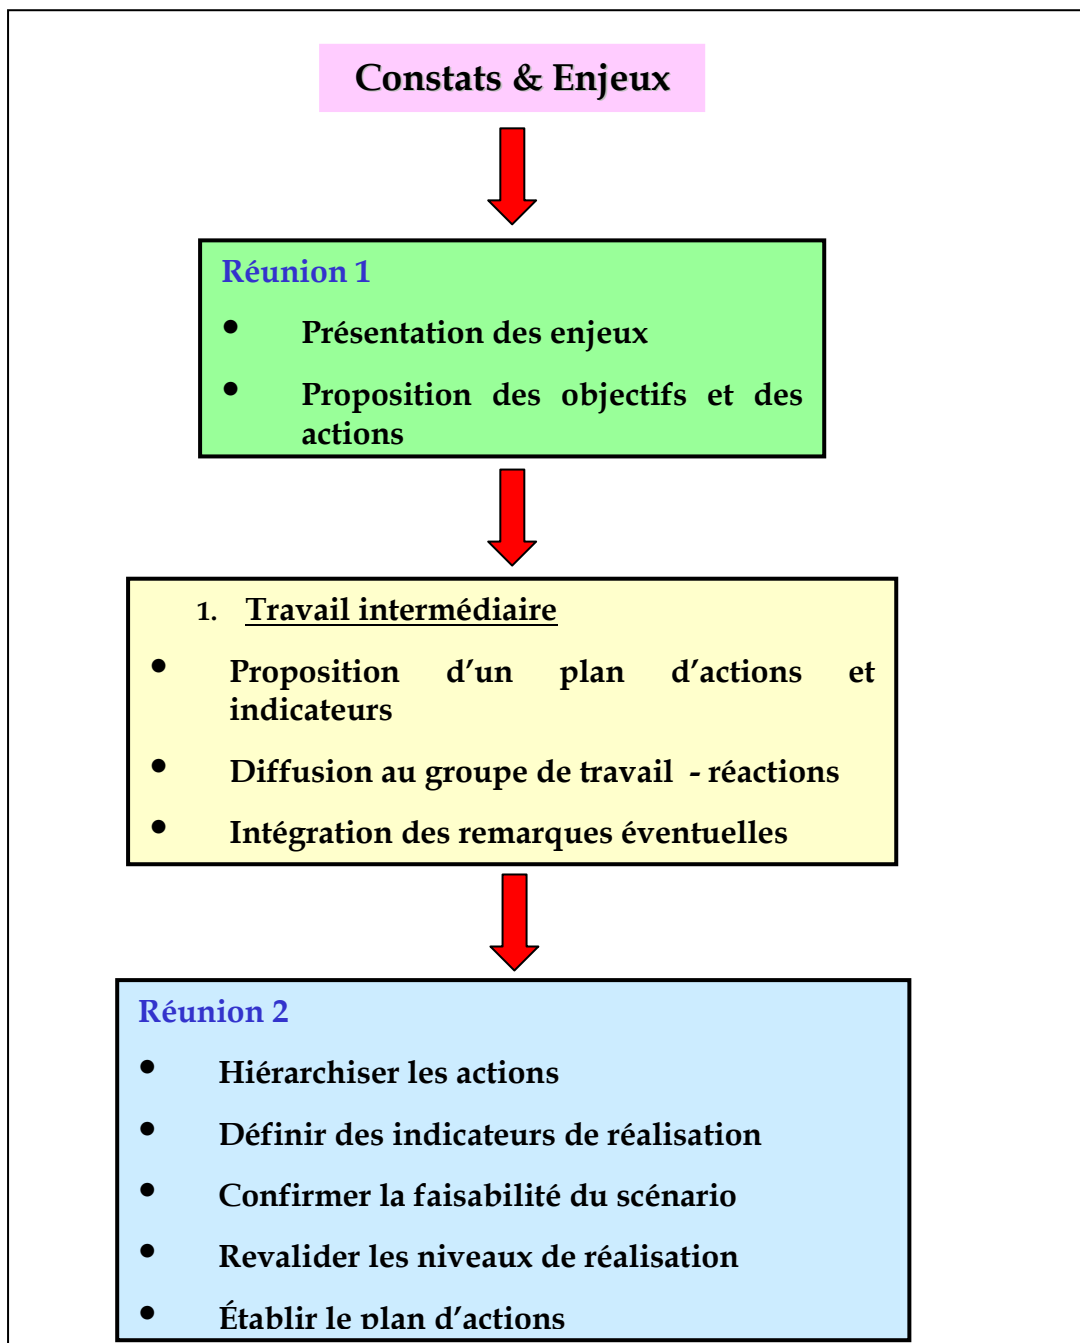 Constats & Enjeux
Réunion 1
• Présentation des enjeux
• Proposition des objectifs et des
actions
1. Travail intermédiaire
• Proposition d’un plan d’actions et
indicateurs
• Diffusion au groupe de travail - réactions
• Intégration des remarques éventuelles
Réunion 2
• Hiérarchiser les actions
• Définir des indicateurs de réalisation
• Confirmer la faisabilité du scénario
• Revalider les niveaux de réalisation
• Établir le plan d’actions